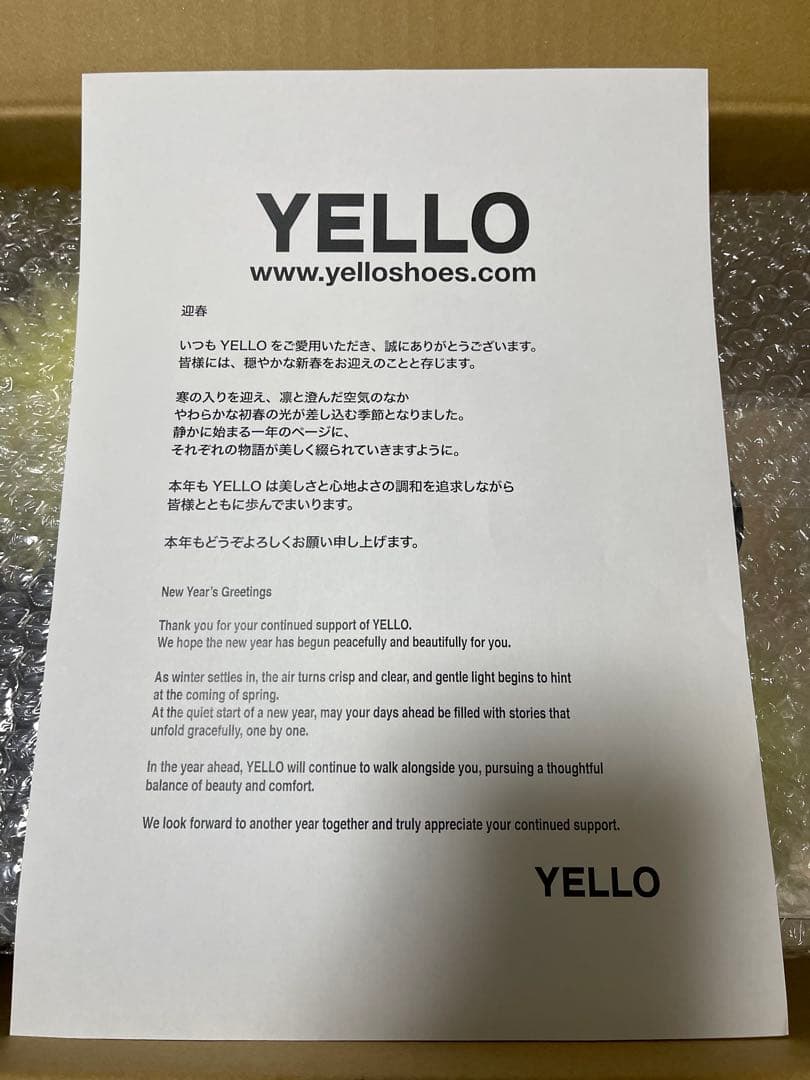 YELLO
www.yelloshoes.com
迎春
いつも YELLO をご愛用いただき、誠にありがとうございます。
皆様には、穏やかな新春をお迎えのことと存じます。
寒の入りを迎え、凛と澄んだ空気のなか
やわらかな初春の光が差し込む季節となりました。
静かに始まる一年のページに、
それぞれの物語が美しく綴られていきますように。
本年も YELLO は美しさと心地よさの調和を追求しながら
皆様とともに歩んでまいります。
本年もどうぞよろしくお願い申し上げます。
New Year's Greetings
Thank you for your continued support of YELLO.
We hope the new year has begun peacefully and beautifully for you.
As winter settles in, the air turns crisp and clear, and gentle light begins to hint
at the coming of spring.
At the quiet start of a new year, may your days ahead be filled with stories that
unfold gracefully, one by one.
In the year ahead, YELLO will continue to walk alongside you, pursuing a thoughtful
balance of beauty and comfort.
We look forward to another year together and truly appreciate your continued support.
YELLO